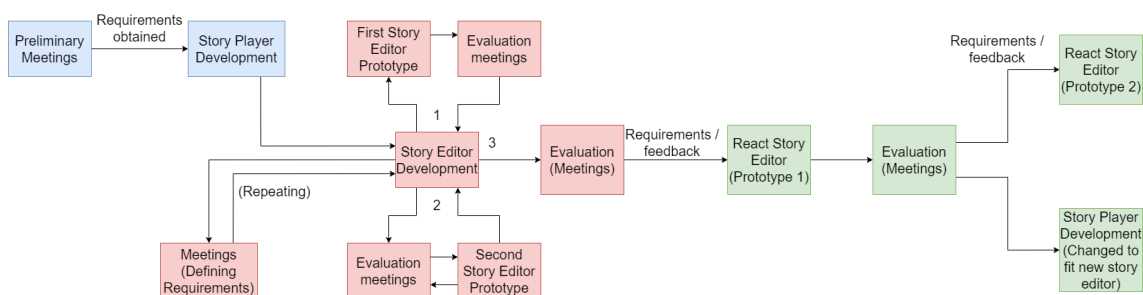 Preliminary
Meetings
Requirements
obtained
Story Player
Development
First Story
Editor
Prototype
Evaluation
meetings
1
Story Editor
Development
3
(Repeating)
2
Meetings
(Defining
Requirements)
Evaluation
meetings
Second
Story Editor
Prototype
Evaluation
(Meetings)
Requirements /
feedback
React Story
Editor
(Prototype 1)
Evaluation
(Meetings)
Requirements /
feedback
React Story
Editor
(Prototype 2)
Story Player
Development
(Changed to
fit new story
editor)